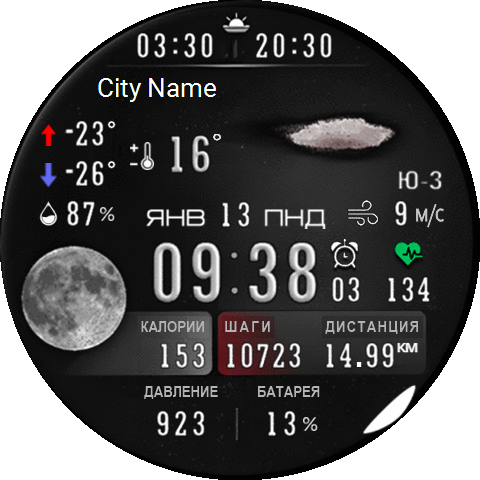 03:30 20:30
City Name
-23°
+- 16°
-26°
Ю-З
87%
ЯНВ 13 ПНД
9 М/С
09:38
03 134
КАЛОРИИ ШАГИ ДИСТАНЦИЯ
153 10723 14.99КМ
ДАВЛЕНИЕ БАТАРЕЯ
923 13%